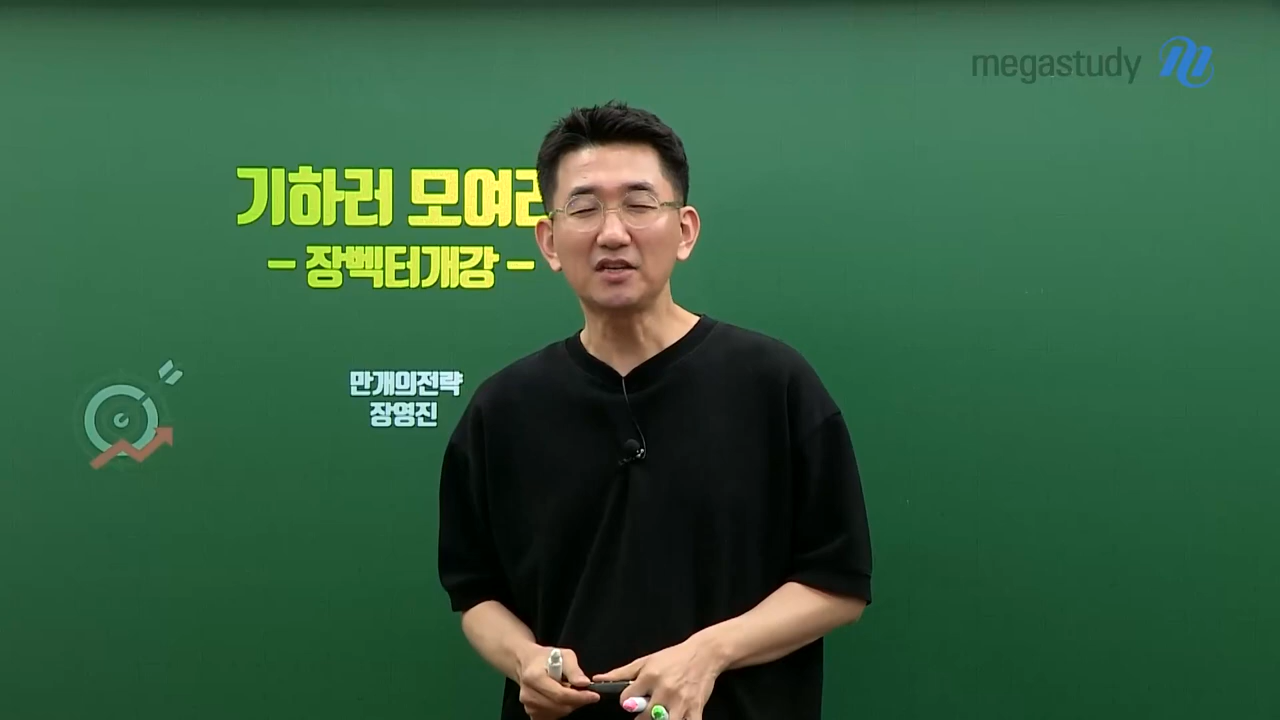 megastudy
기하러 모여라
- 장벡터개강 -
만개의전략
장영진